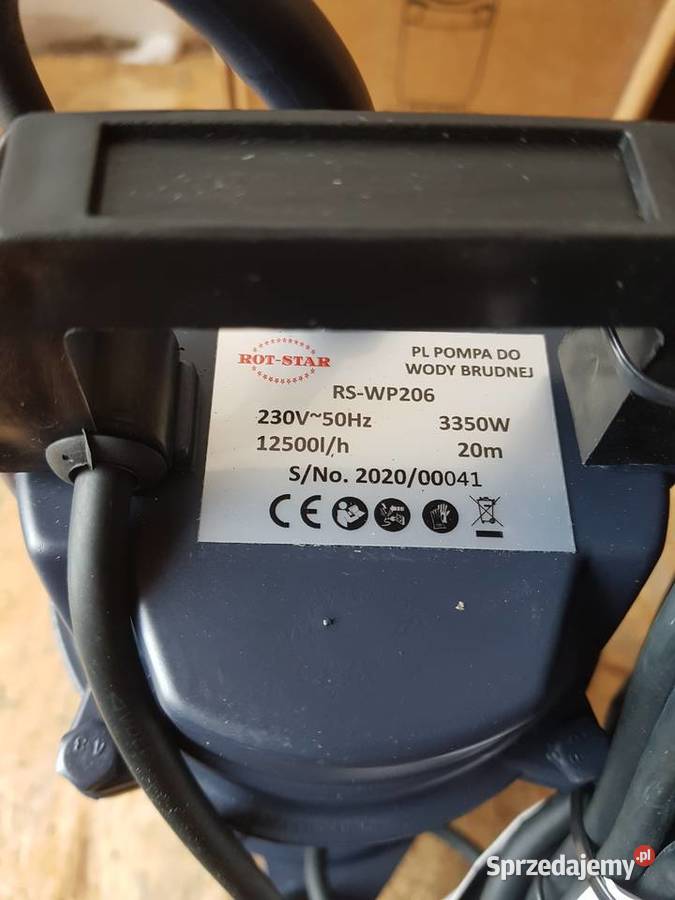 ROT-STAR
PL POMPA DO
WODY BRUDNEJ
RS-WP206
230V~50Hz 3350W
12500l/h 20m
S/No. 2020/00041
CE
Sprzedajemy.pl